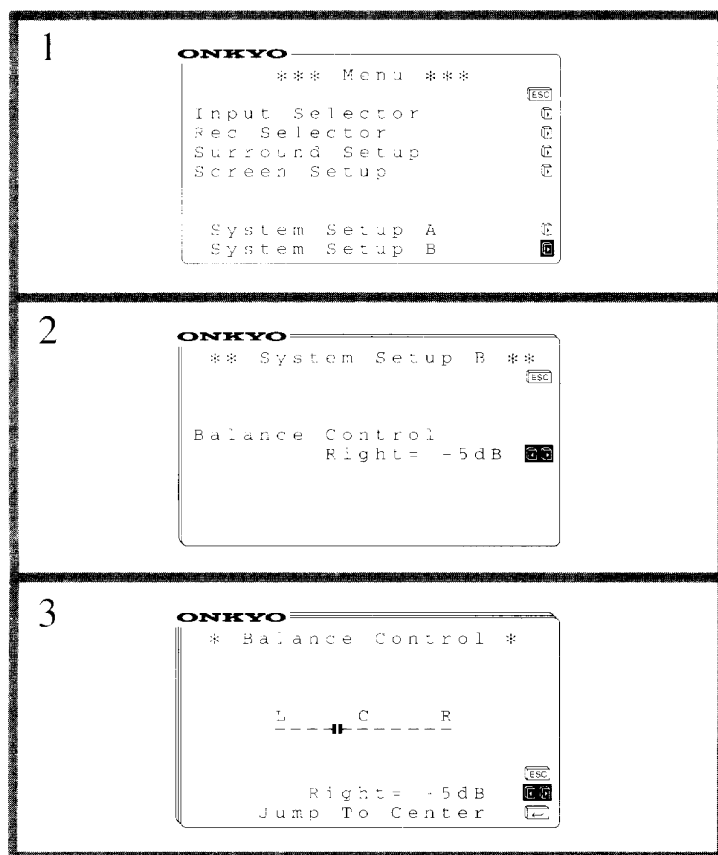 1
ONKYO
*** Menu ***
ESC
Input Selector
Rec Selector
Surround Setup
Screen Setup
System Setup A
System Setup B
2
ONKYO
** System Setup B **
ESC
Balance Control
Right= -5dB
3
ONKYO
* Balance Control *
L C R
ESC
Right= -5dB
Jump To Center